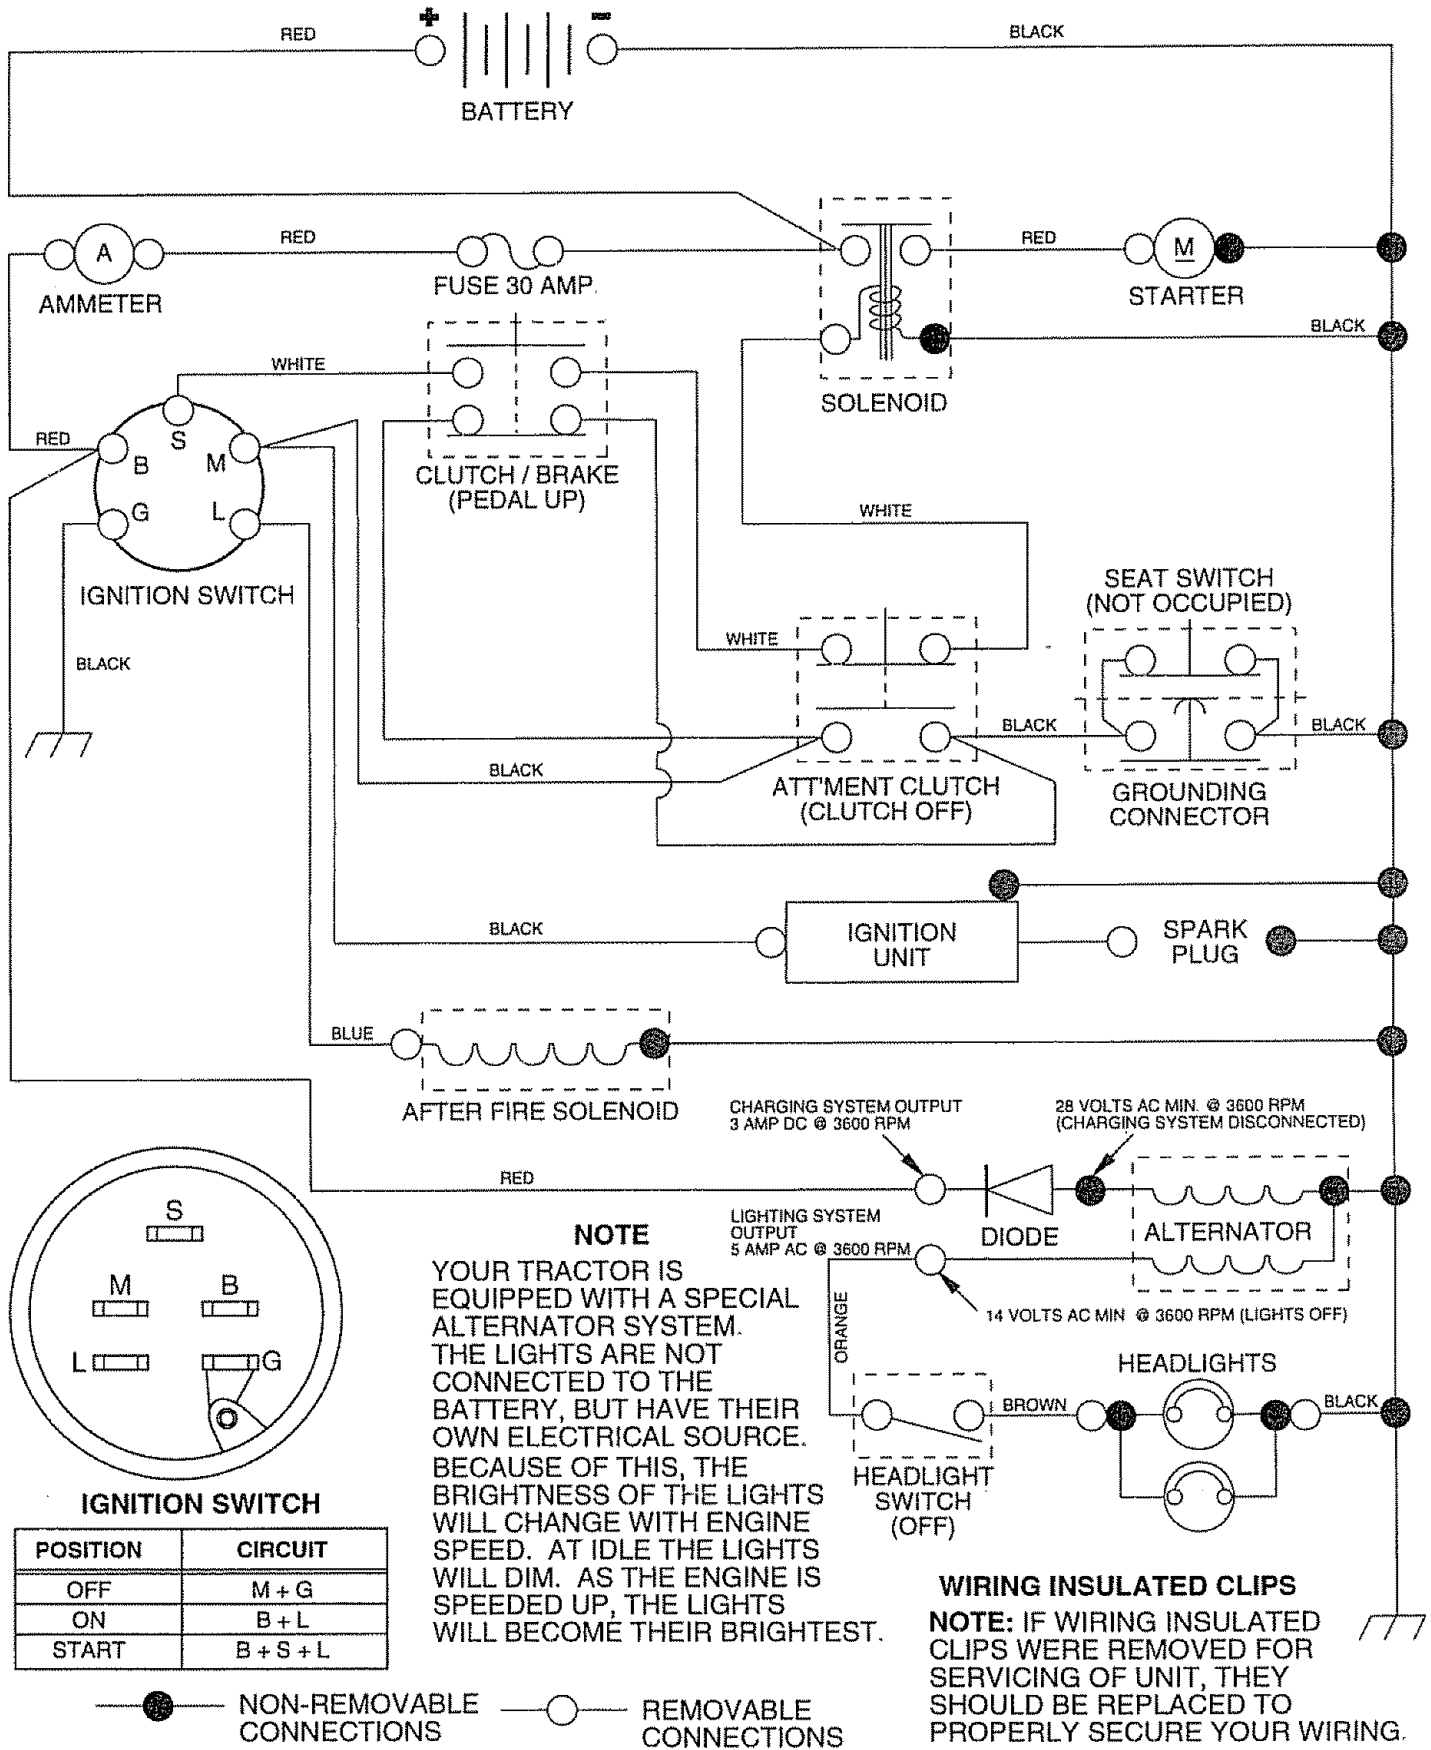 +
-
RED
BLACK
BATTERY
A
RED
RED
M
AMMETER
FUSE 30 AMP.
STARTER
BLACK
WHITE
SOLENOID
RED
S
B
M
G
L
CLUTCH / BRAKE
(PEDAL UP)
WHITE
IGNITION SWITCH
SEAT SWITCH
(NOT OCCUPIED)
WHITE
BLACK
BLACK
BLACK
BLACK
ATT'MENT CLUTCH
(CLUTCH OFF)
GROUNDING
CONNECTOR
BLACK
IGNITION
UNIT
SPARK
PLUG
BLUE
AFTER FIRE SOLENOID
CHARGING SYSTEM OUTPUT
3 AMP DC @ 3600 RPM
28 VOLTS AC MIN. @ 3600 RPM
(CHARGING SYSTEM DISCONNECTED)
RED
DIODE
ALTERNATOR
LIGHTING SYSTEM
OUTPUT
5 AMP AC @ 3600 RPM
14 VOLTS AC MIN @ 3600 RPM (LIGHTS OFF)
ORANGE
HEADLIGHTS
BROWN
BLACK
HEADLIGHT
SWITCH
(OFF)
S
M
B
L
G
NOTE
YOUR TRACTOR IS
EQUIPPED WITH A SPECIAL
ALTERNATOR SYSTEM.
THE LIGHTS ARE NOT
CONNECTED TO THE
BATTERY, BUT HAVE THEIR
OWN ELECTRICAL SOURCE.
BECAUSE OF THIS, THE
BRIGHTNESS OF THE LIGHTS
WILL CHANGE WITH ENGINE
SPEED. AT IDLE THE LIGHTS
WILL DIM. AS THE ENGINE IS
SPEEDED UP, THE LIGHTS
WILL BECOME THEIR BRIGHTEST.
IGNITION SWITCH
POSITION CIRCUIT
OFF M + G
ON B + L
START B + S + L
WIRING INSULATED CLIPS
NOTE: IF WIRING INSULATED
CLIPS WERE REMOVED FOR
SERVICING OF UNIT, THEY
SHOULD BE REPLACED TO
PROPERLY SECURE YOUR WIRING.
NON-REMOVABLE
CONNECTIONS
REMOVABLE
CONNECTIONS